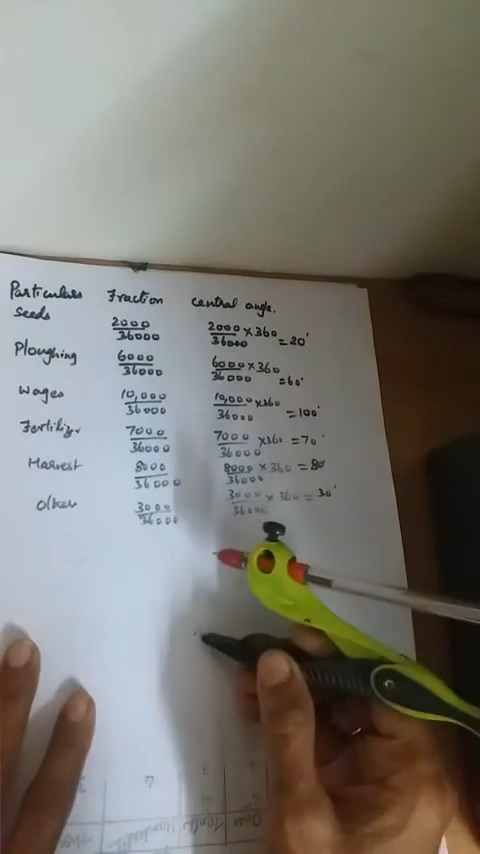 Particulars Fraction central angle.
Seeds 2000/36000 2000/36000 × 360 = 20°
Ploughing 6000/36000 6000/36000 × 360 = 60°
Wages 10,000/36000 10,000/36000 × 360 = 100°
Fertilizer 7000/36000 7000/36000 × 360 = 70°
Harvest 8000/36000 8000/36000 × 360 = 80°
Others 3000/36000 3000/36000 × 360 = 30°